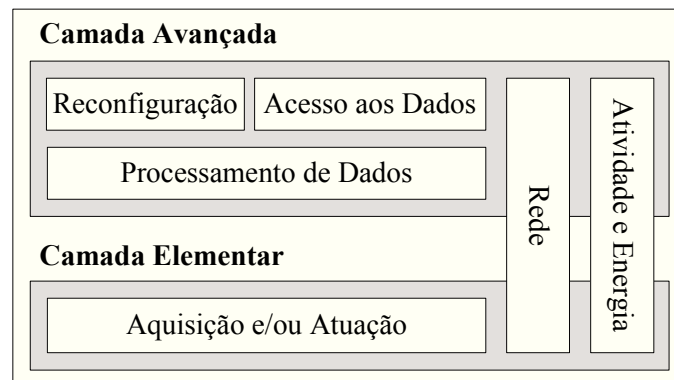 Camada Avançada
Reconfiguração
Acesso aos Dados
Processamento de Dados
Rede
Atividade e Energia
Camada Elementar
Aquisição e/ou Atuação